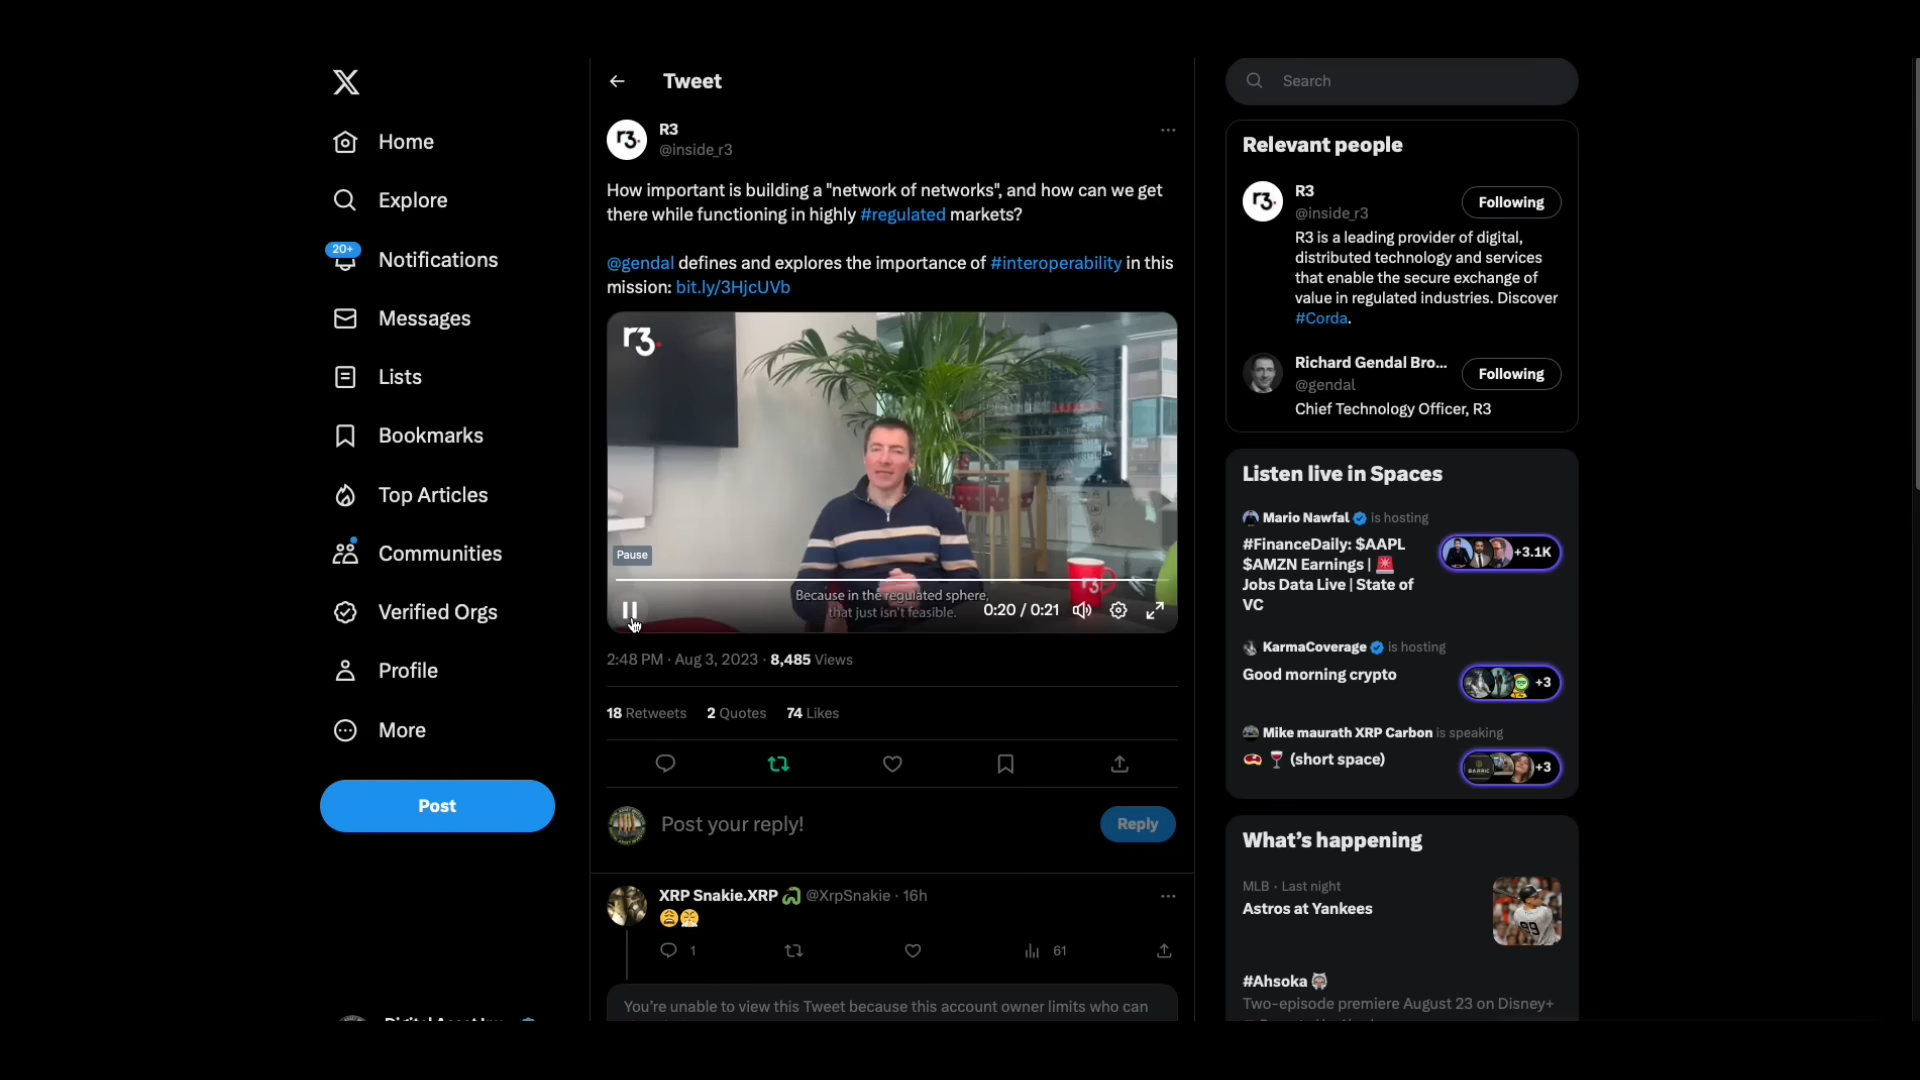 Tweet
Home
Explore
20+
Notifications
Messages
Lists
Bookmarks
Top Articles
Communities
Verified Orgs
Profile
More
Post
r3.
R3
@inside_r3
How important is building a "network of networks", and how can we get
there while functioning in highly #regulated markets?
@gendal defines and explores the importance of #interoperability in this
mission: bit.ly/3HjcUVb
r3.
Pause
r3
Because in the regulated sphere,
that just isn't feasible.
0:20 / 0:21
2:48 PM · Aug 3, 2023 · 8,485 Views
18 Retweets 2 Quotes 74 Likes
Post your reply!
Reply
XRP Snakie.XRP @XrpSnakie · 16h
😩😤
1
61
You're unable to view this Tweet because this account owner limits who can
Search
Relevant people
r3.
R3
@inside_r3
Following
R3 is a leading provider of digital,
distributed technology and services
that enable the secure exchange of
value in regulated industries. Discover
#Corda.
Richard Gendal Bro...
@gendal
Following
Chief Technology Officer, R3
Listen live in Spaces
Mario Nawfal is hosting
#FinanceDaily: $AAPL
$AMZN Earnings | 🚨
Jobs Data Live | State of
VC
+3.1K
KarmaCoverage is hosting
Good morning crypto
+3
Mike maurath XRP Carbon is speaking
🥩 🍷 (short space)
+3
What's happening
MLB · Last night
Astros at Yankees
99
#Ahsoka
Two-episode premiere August 23 on Disney+